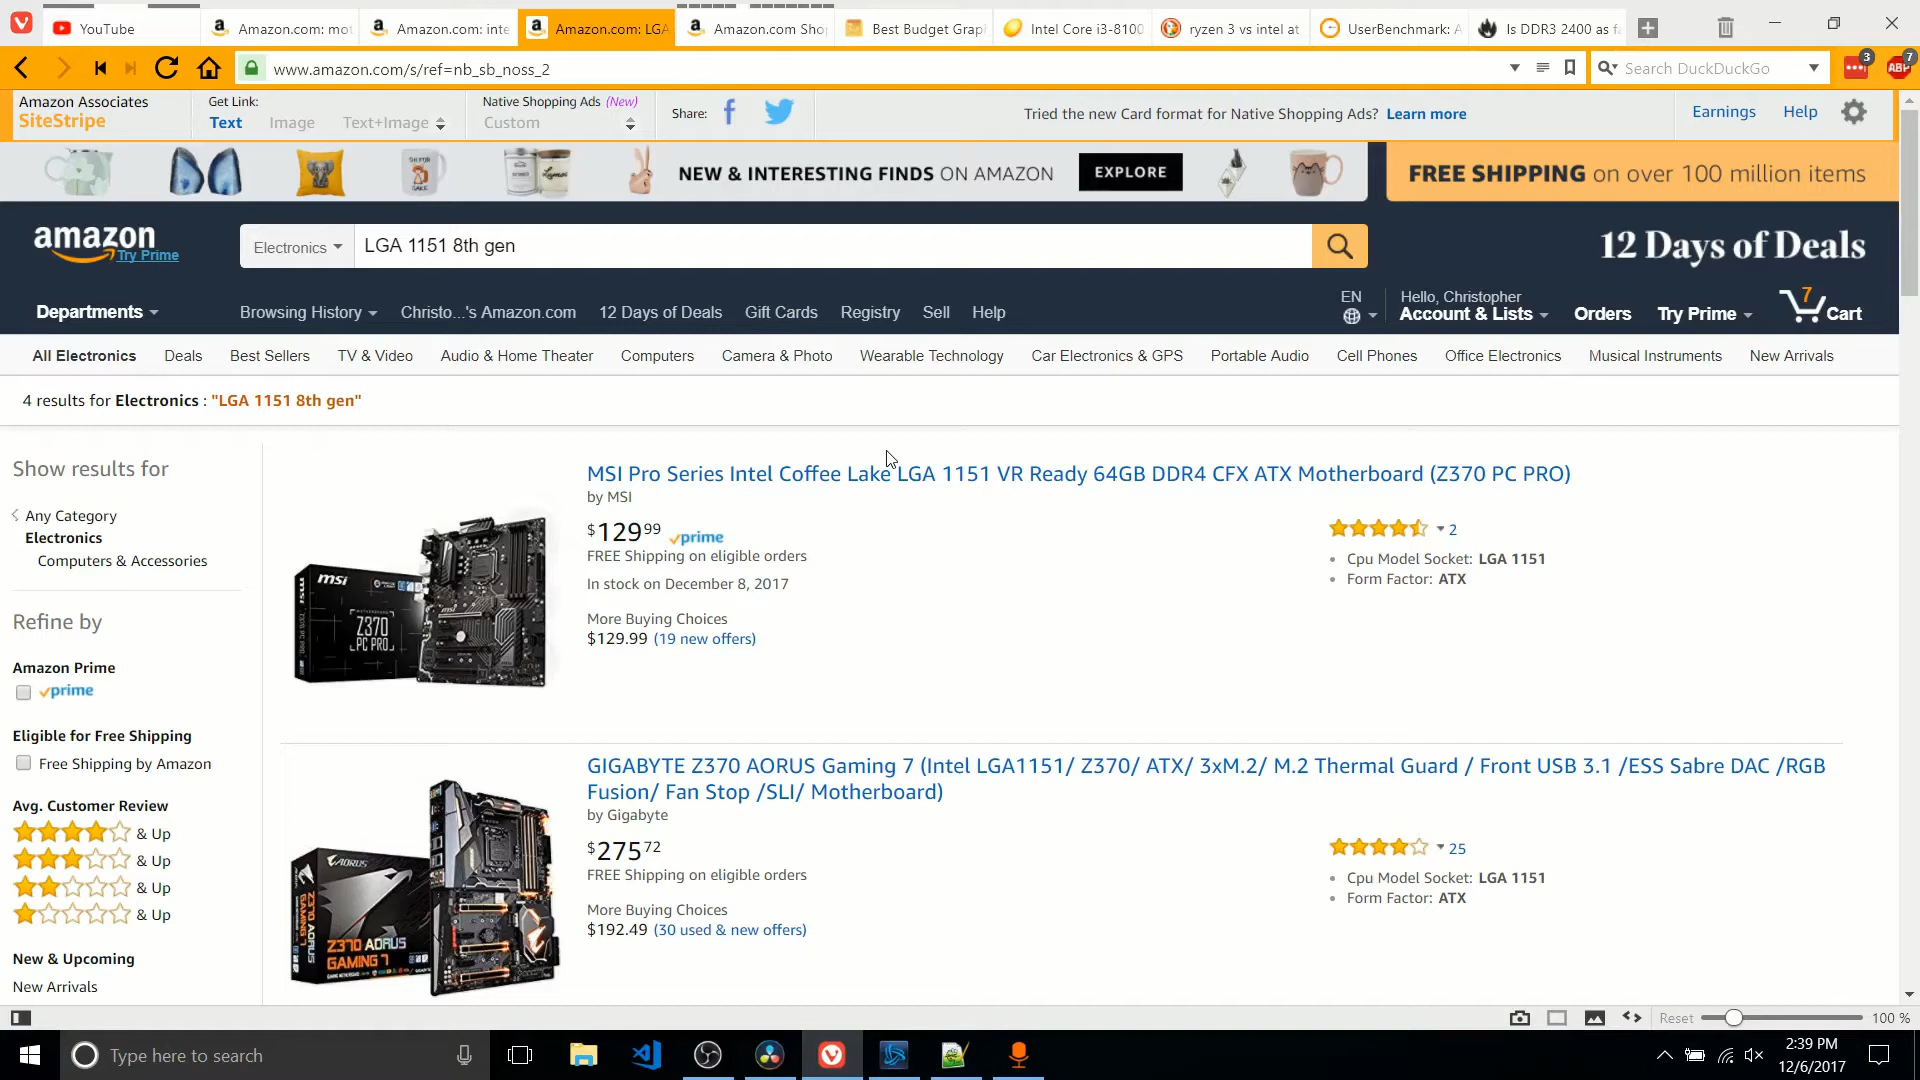 YouTube
Amazon.com: mot
Amazon.com: inte
Amazon.com: LGA
Amazon.com Sho
Best Budget Grap
Intel Core i3-8100
ryzen 3 vs intel at
UserBenchmark: A
Is DDR3 2400 as fa
www.amazon.com/s/ref=nb_sb_noss_2
Search DuckDuckGo
3
ABP
7
Amazon Associates
SiteStripe
Get Link:
Text
Image
Text+Image
Native Shopping Ads (New)
Custom
Share:
Tried the new Card format for Native Shopping Ads? Learn more
Earnings
Help
NEW & INTERESTING FINDS ON AMAZON
EXPLORE
FREE SHIPPING on over 100 million items
amazon
Try Prime
Electronics
LGA 1151 8th gen
12 Days of Deals
Departments
Browsing History
Christo...'s Amazon.com
12 Days of Deals
Gift Cards
Registry
Sell
Help
EN
Hello, Christopher
Account & Lists
Orders
Try Prime
7
Cart
All Electronics
Deals
Best Sellers
TV & Video
Audio & Home Theater
Computers
Camera & Photo
Wearable Technology
Car Electronics & GPS
Portable Audio
Cell Phones
Office Electronics
Musical Instruments
New Arrivals
4 results for Electronics : "LGA 1151 8th gen"
Show results for
Any Category
Electronics
Computers & Accessories
Refine by
Amazon Prime
prime
Eligible for Free Shipping
Free Shipping by Amazon
Avg. Customer Review
& Up
& Up
& Up
& Up
New & Upcoming
New Arrivals
msi
Z370
PC PRO
MSI Pro Series Intel Coffee Lake LGA 1151 VR Ready 64GB DDR4 CFX ATX Motherboard (Z370 PC PRO)
by MSI
$129 99 prime
FREE Shipping on eligible orders
In stock on December 8, 2017
More Buying Choices
$129.99 (19 new offers)
2
Cpu Model Socket: LGA 1151
Form Factor: ATX
AORUS
Z370 AORUS
GAMING 7
GIGABYTE Z370 AORUS Gaming 7 (Intel LGA1151/ Z370/ ATX/ 3xM.2/ M.2 Thermal Guard / Front USB 3.1 /ESS Sabre DAC /RGB
Fusion/ Fan Stop /SLI/ Motherboard)
by Gigabyte
$275 72
FREE Shipping on eligible orders
More Buying Choices
$192.49 (30 used & new offers)
25
Cpu Model Socket: LGA 1151
Form Factor: ATX
Reset
100 %
Type here to search
2:39 PM
12/6/2017